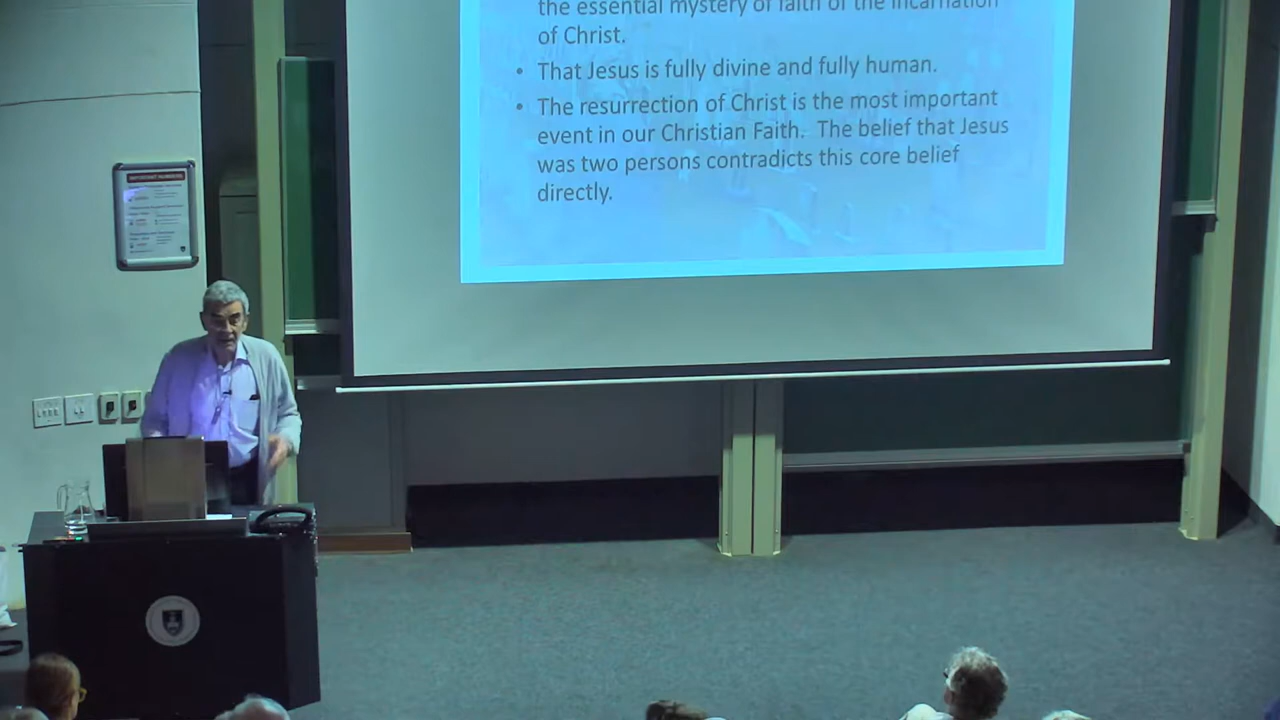 the essential mystery of faith of the incarnation
of Christ.
• That Jesus is fully divine and fully human.
• The resurrection of Christ is the most important
event in our Christian Faith. The belief that Jesus
was two persons contradicts this core belief
directly.
IMPORTANT NUMBERS